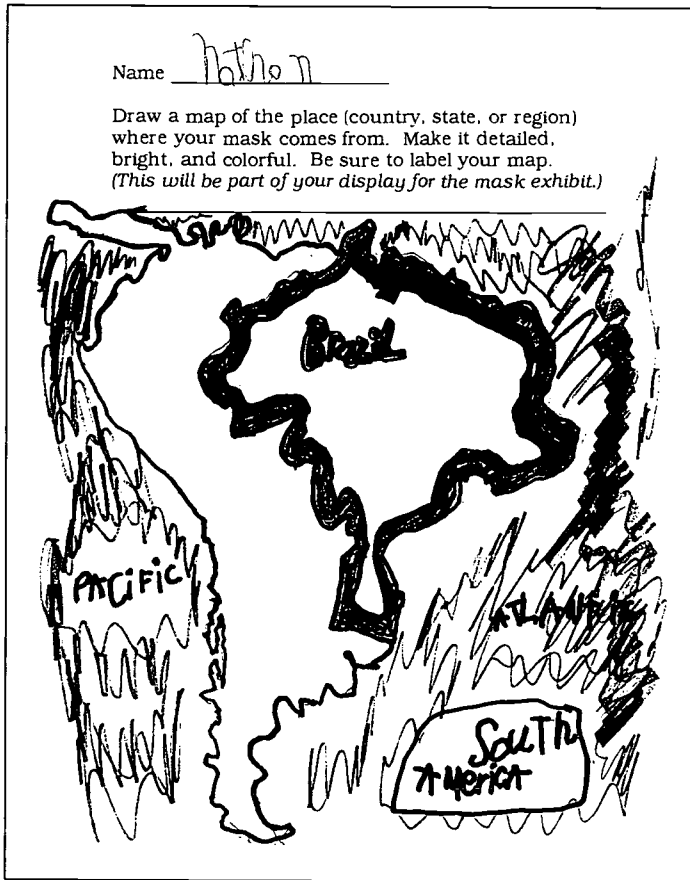 Name Nathan
Draw a map of the place (country, state, or region)
where your mask comes from. Make it detailed,
bright, and colorful. Be sure to label your map.
(This will be part of your display for the mask exhibit.)
Brazil
PACiFiC
ATLANTIC
SouTh
AMericA